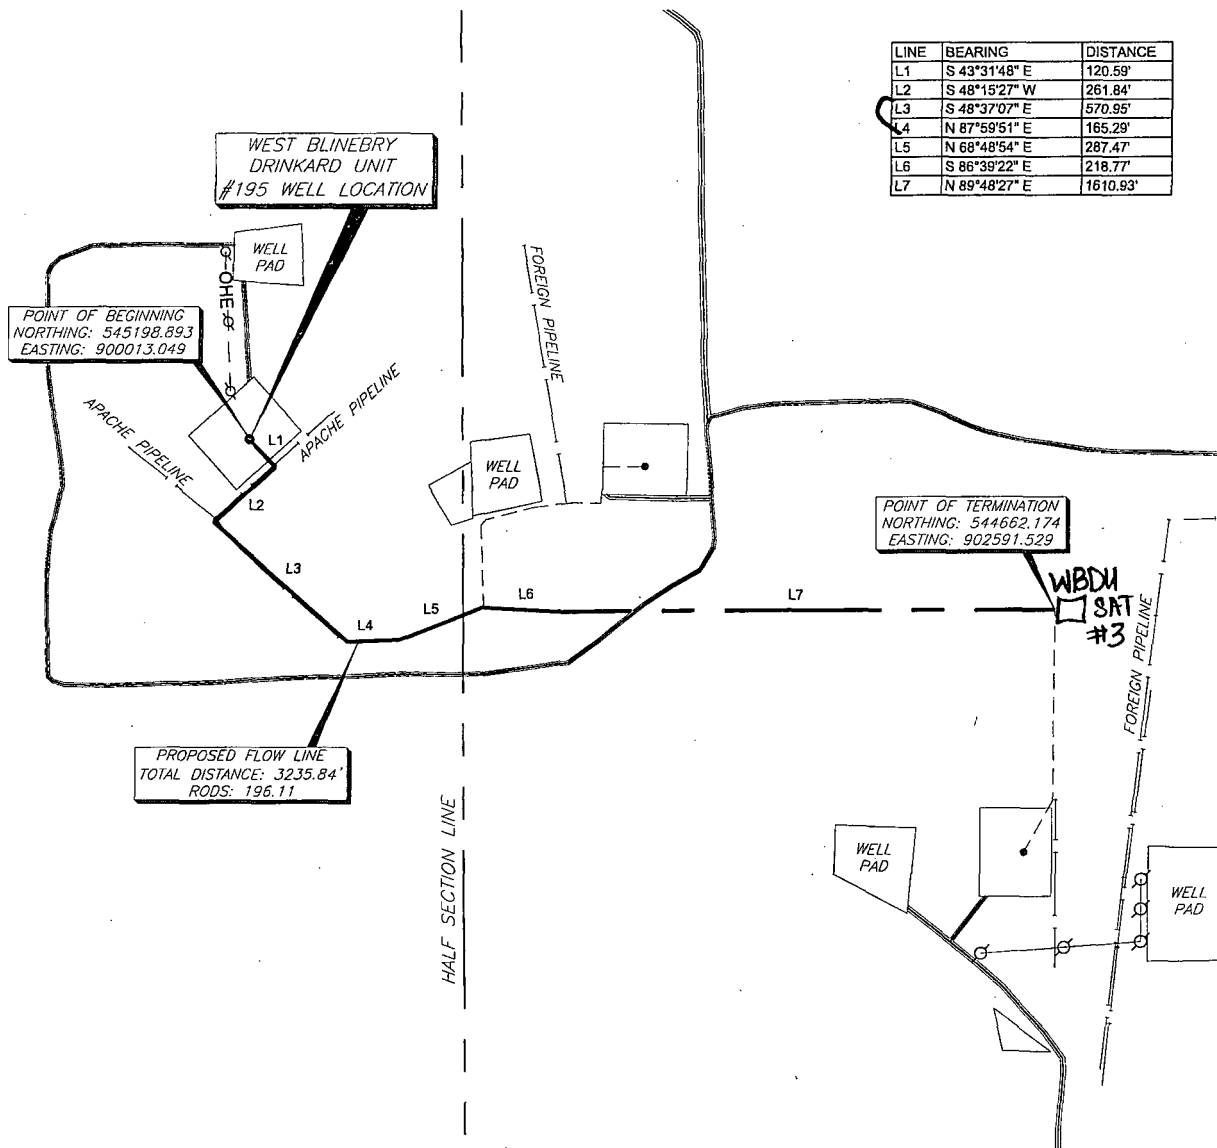 LINE BEARING DISTANCE
L1 S 43°31'48" E 120.59'
L2 S 48°15'27" W 261.84'
L3 S 48°37'07" E 570.95'
L4 N 87°59'51" E 165.29'
L5 N 68°48'54" E 287.47'
L6 S 86°39'22" E 218.77'
L7 N 89°48'27" E 1610.93'
WEST BLINEBRY
DRINKARD UNIT
#195 WELL LOCATION
WELL
PAD
OHE
POINT OF BEGINNING
NORTHING: 545198.893
EASTING: 900013.049
FOREIGN PIPELINE
APACHE PIPELINE
APACHE PIPELINE
L1
L2
WELL
PAD
POINT OF TERMINATION
NORTHING: 544662.174
EASTING: 902591.529
L3
L4
L5
L6
L7
WBDU
SAT
#3
FOREIGN PIPELINE
PROPOSED FLOW LINE
TOTAL DISTANCE: 3235.84'
RODS: 196.11
HALF SECTION LINE
WELL
PAD
WELL
PAD